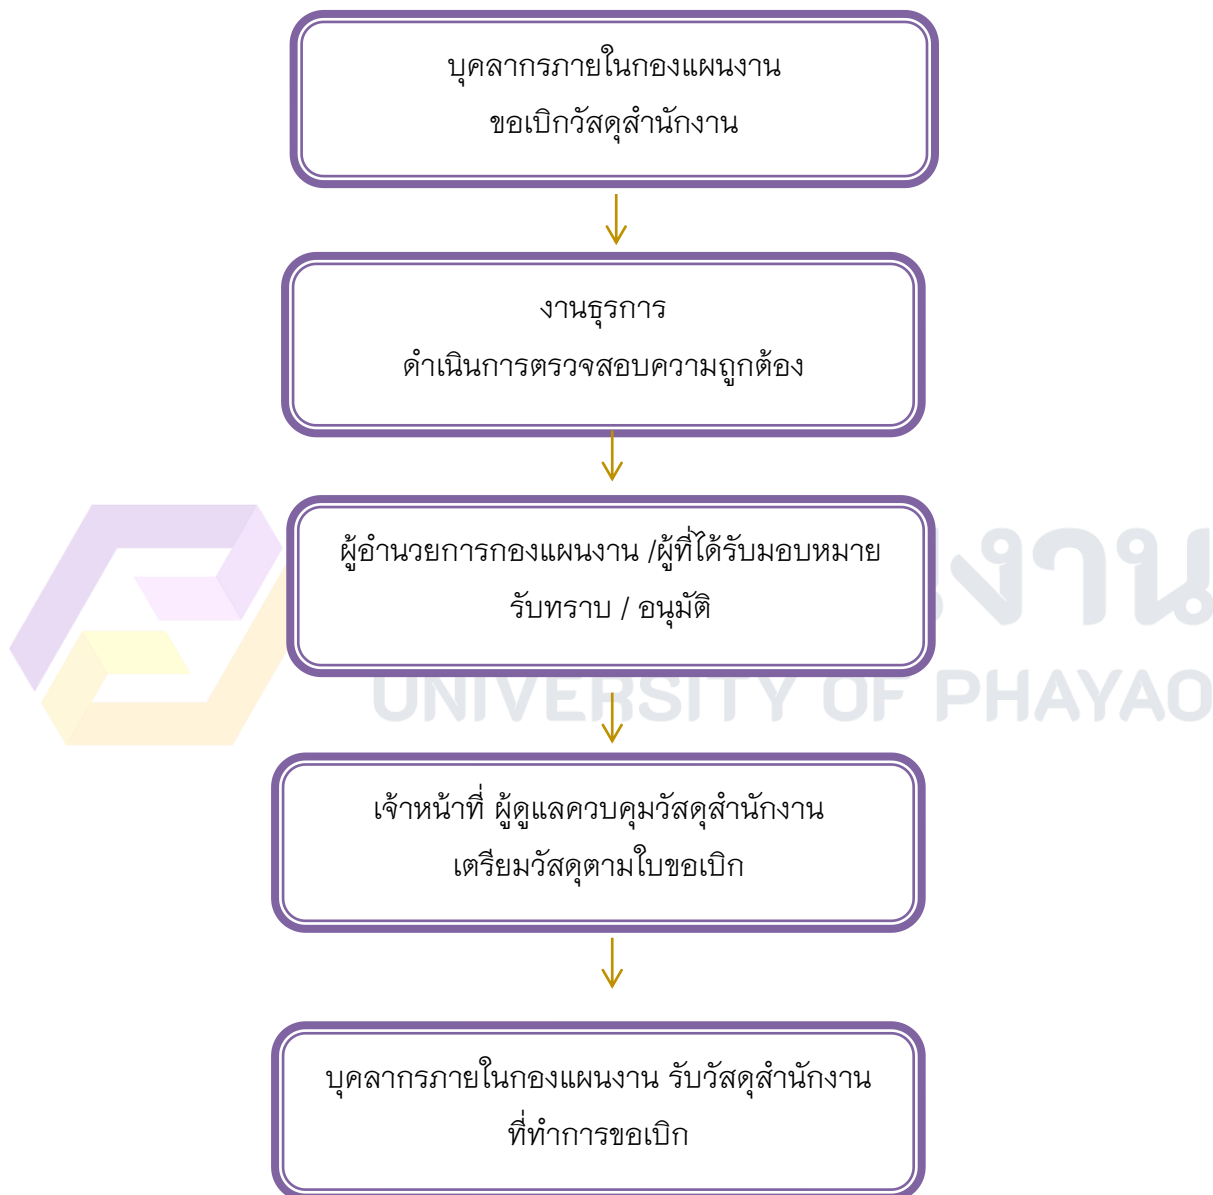 บุคลากรภายในกองแผนงาน
ขอเบิกวัสดุสำนักงาน
งานธุรการ
ดำเนินการตรวจสอบความถูกต้อง
ผู้อำนวยการกองแผนงาน /ผู้ที่ได้รับมอบหมาย
รับทราบ / อนุมัติ
UNIVERSITY OF PHAYAO
เจ้าหน้าที่ ผู้ดูแลควบคุมวัสดุสำนักงาน
เตรียมวัสดุตามใบขอเบิก
บุคลากรภายในกองแผนงาน รับวัสดุสำนักงาน
ที่ทำการขอเบิก